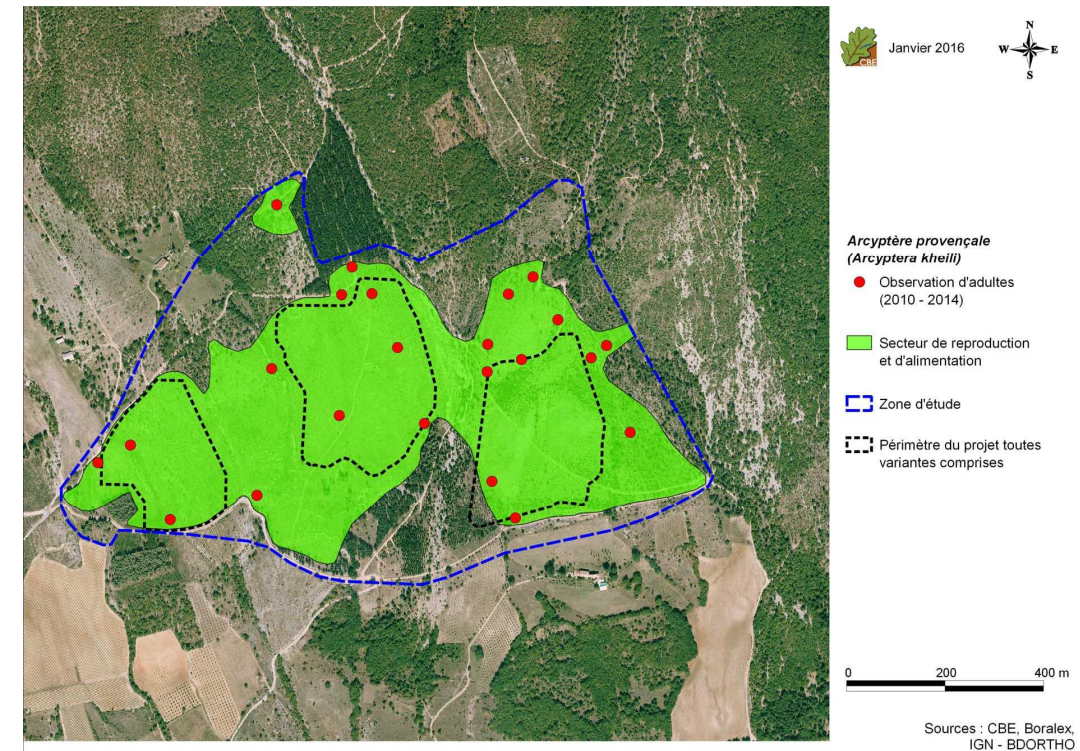 CBE
Janvier 2016
N
W
E
S
Arcyptère provençale
(Arcyptera kheili)
Observation d'adultes
(2010 - 2014)
Secteur de reproduction
et d'alimentation
Zone d'étude
Périmètre du projet toutes
variantes comprises
0 200 400 m
Sources : CBE, Boralex,
IGN - BDORTHO